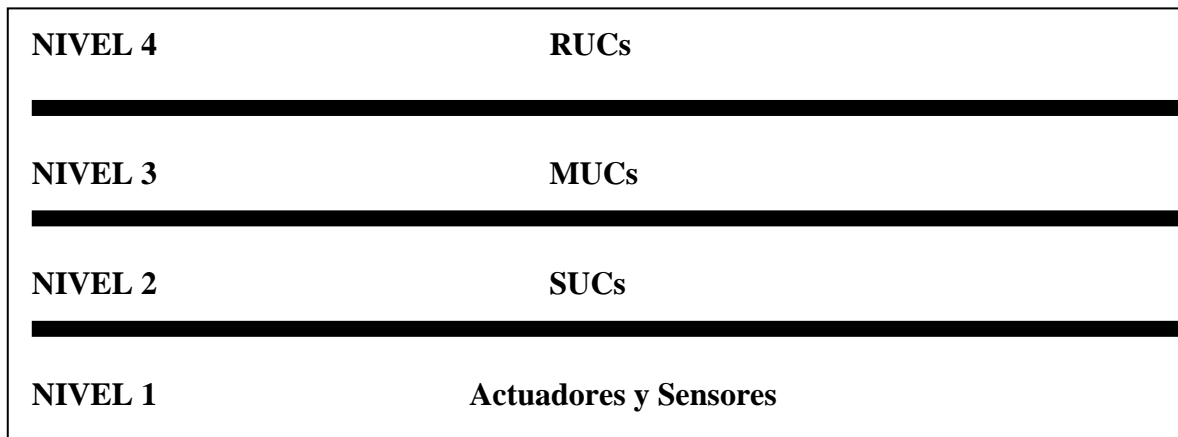 NIVEL 4 RUCs
NIVEL 3 MUCs
NIVEL 2 SUCs
NIVEL 1 Actuadores y Sensores